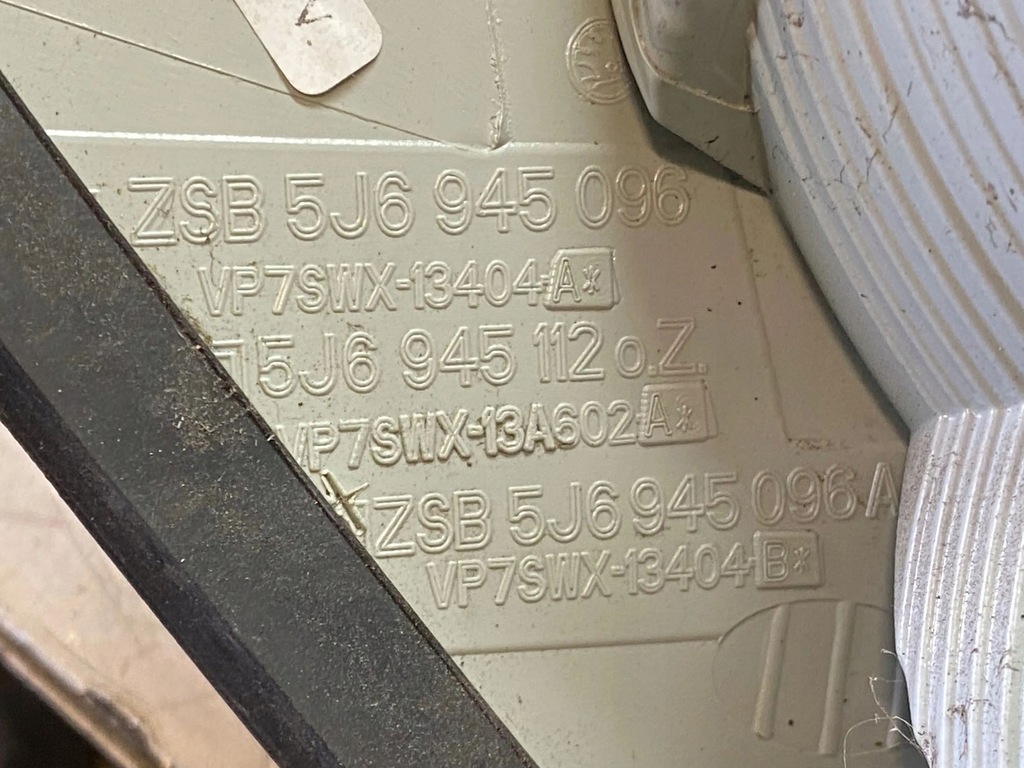 ZSB 5J6 945 096
VP7SWX-13404-A*
5J6 945 112 o.Z.
VP7SWX-13A602 A*
ZSB 5J6 945 096 A
VP7SWX-13404-B*